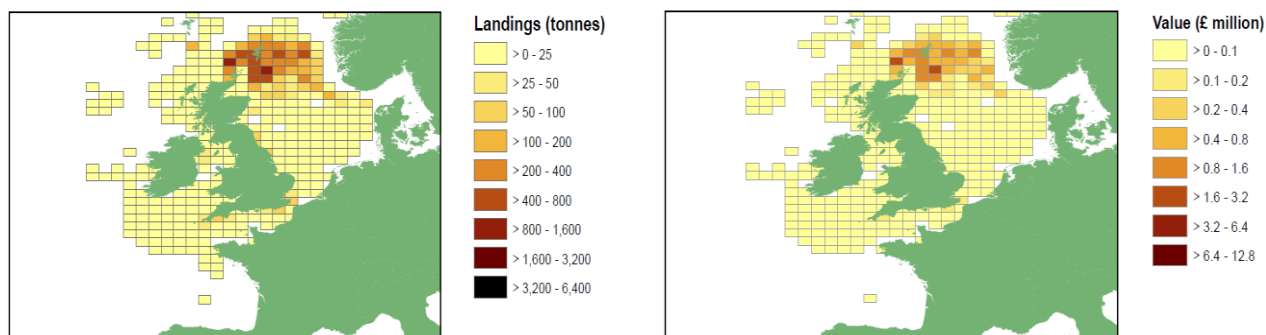 Landings (tonnes)
> 0 - 25
> 25 - 50
> 50 - 100
> 100 - 200
> 200 - 400
> 400 - 800
> 800 - 1,600
> 1,600 - 3,200
> 3,200 - 6,400
Value (£ million)
> 0 - 0.1
> 0.1 - 0.2
> 0.2 - 0.4
> 0.4 - 0.8
> 0.8 - 1.6
> 1.6 - 3.2
> 3.2 - 6.4
> 6.4 - 12.8